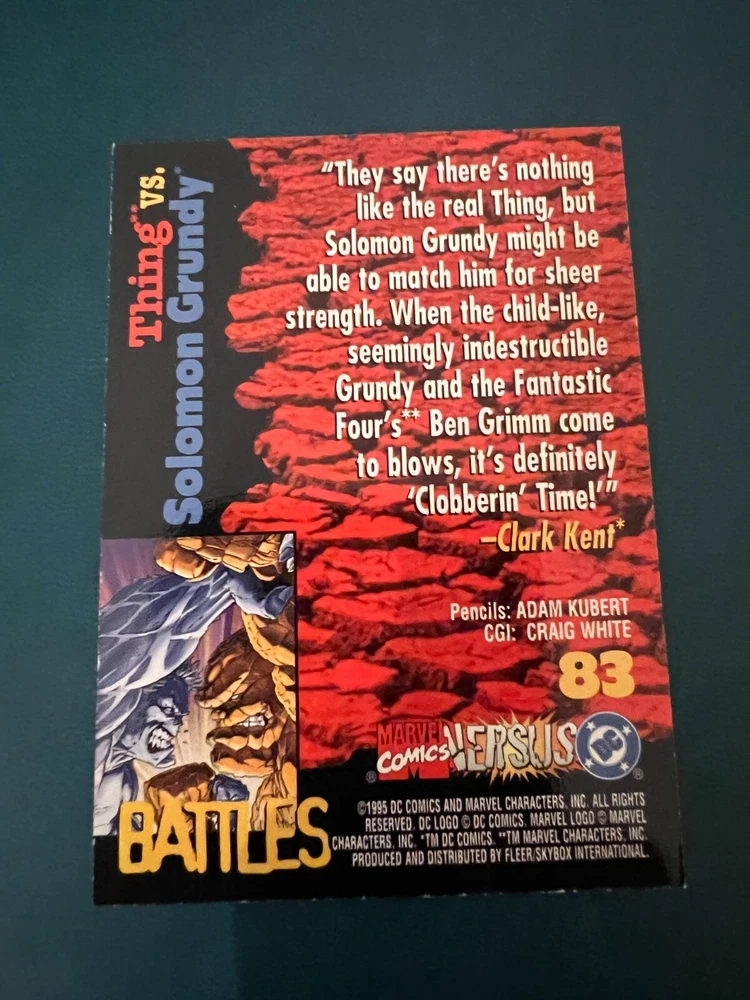 Thing** vs.
Solomon Grundy*
"They say there's nothing
like the real Thing, but
Solomon Grundy might be
able to match him for sheer
strength. When the child-like,
seemingly indestructible
Grundy and the Fantastic
Four's** Ben Grimm come
to blows, it's definitely
'Clobberin' Time!'"
–Clark Kent*
Pencils: ADAM KUBERT
CGI: CRAIG WHITE
83
MARVEL COMICS VERSUS DC
BATTLES
©1995 DC COMICS AND MARVEL CHARACTERS, INC. ALL RIGHTS
RESERVED. DC LOGO © DC COMICS. MARVEL LOGO © MARVEL
CHARACTERS, INC. *TM DC COMICS. **TM MARVEL CHARACTERS, INC.
PRODUCED AND DISTRIBUTED BY FLEER/SKYBOX INTERNATIONAL.